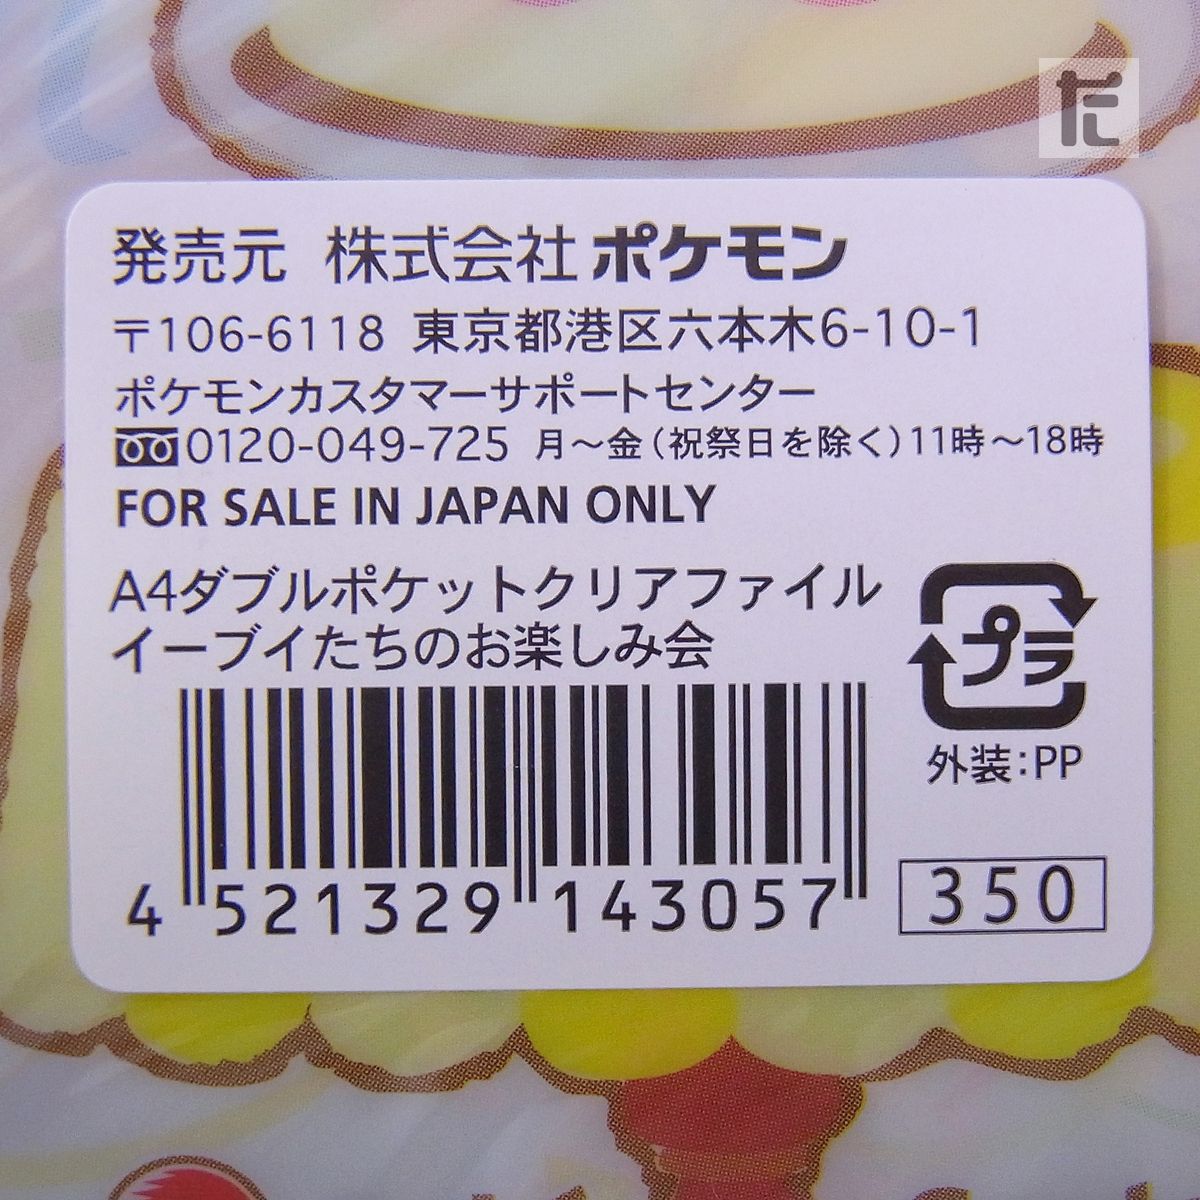 だ
発売元 株式会社ポケモン
〒106-6118 東京都港区六本木6-10-1
ポケモンカスタマーサポートセンター
0120-049-725 月～金(祝祭日を除く)11時～18時
FOR SALE IN JAPAN ONLY
A4ダブルポケットクリアファイル
イーブイたちのお楽しみ会
プラ
外装:PP
4 521329 143057
350